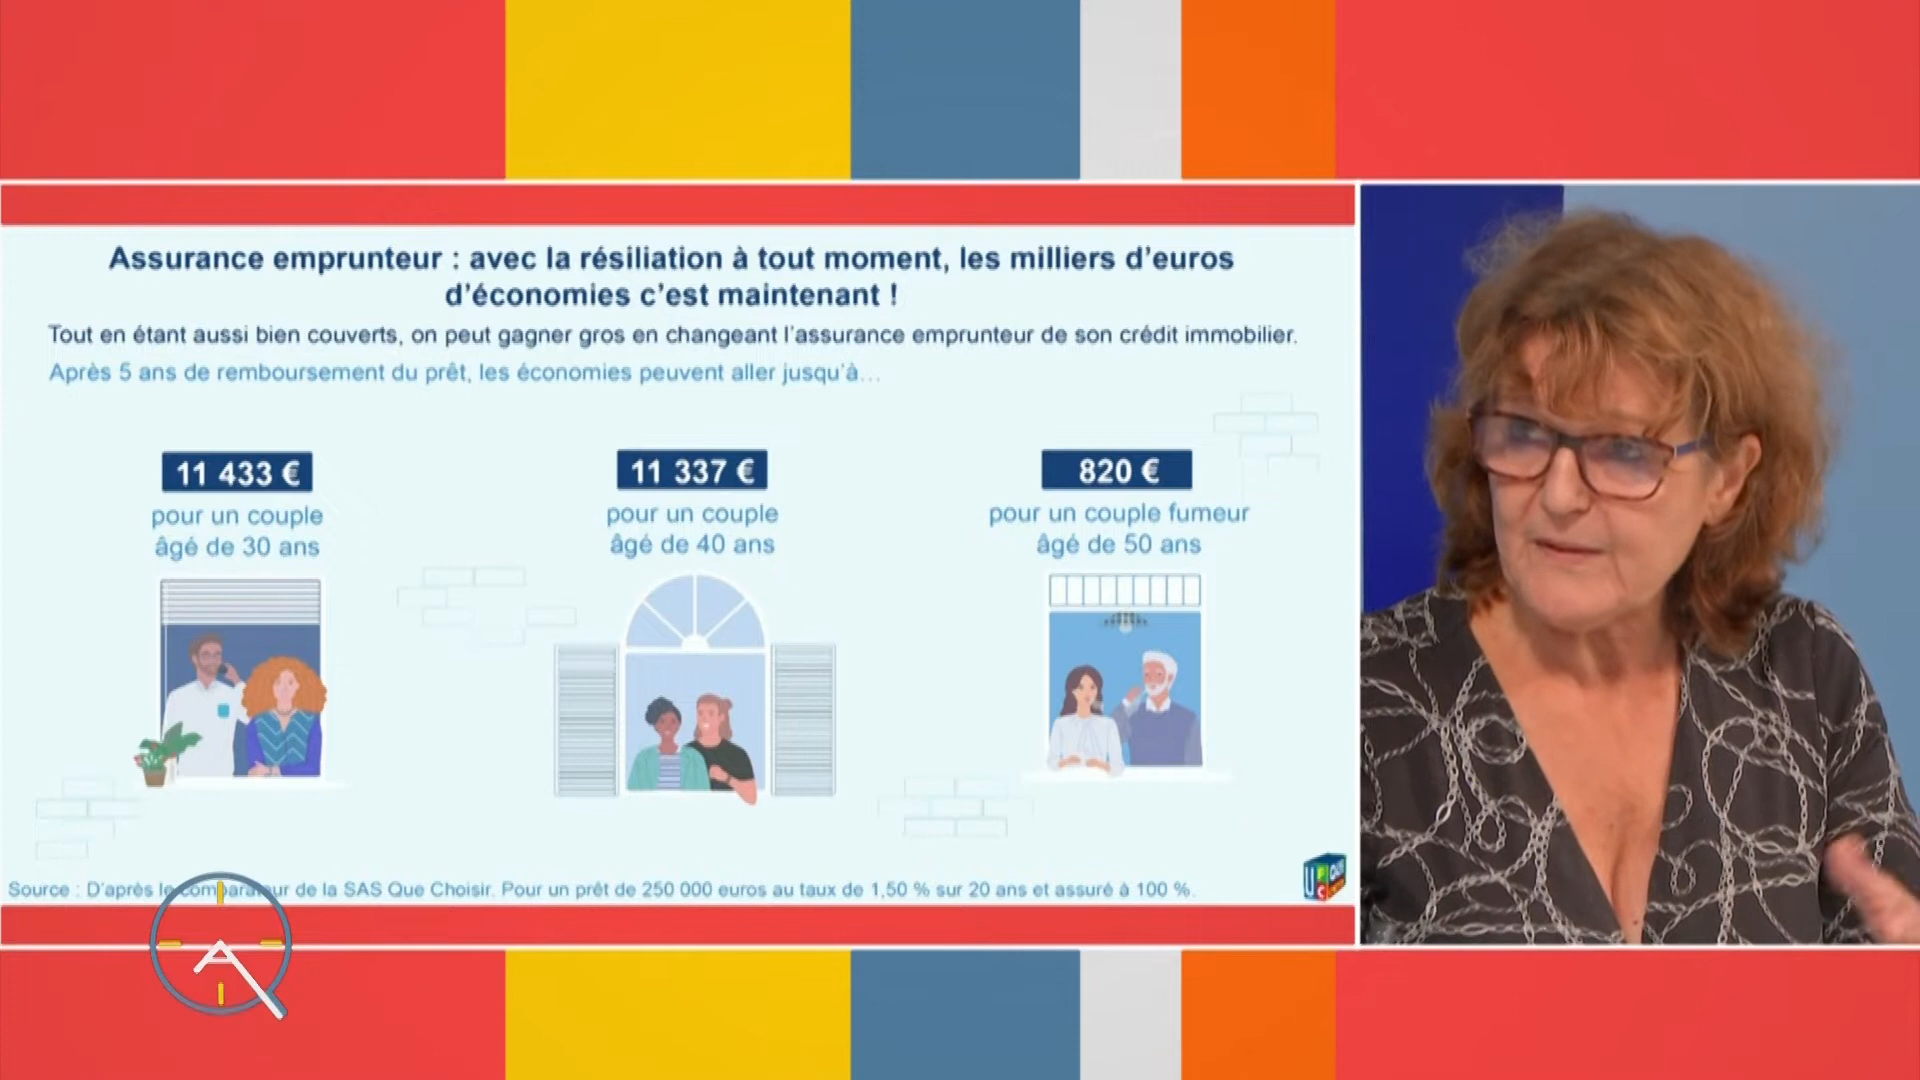 Assurance emprunteur : avec la résiliation à tout moment, les milliers d'euros
d'économies c'est maintenant !
Tout en étant aussi bien couverts, on peut gagner gros en changeant l'assurance emprunteur de son crédit immobilier.
Après 5 ans de remboursement du prêt, les économies peuvent aller jusqu'à...
11 433 €
pour un couple
âgé de 30 ans
11 337 €
pour un couple
âgé de 40 ans
820 €
pour un couple fumeur
âgé de 50 ans
Source : D'après le comparateur de la SAS Que Choisir. Pour un prêt de 250 000 euros au taux de 1,50 % sur 20 ans et assuré à 100 %.